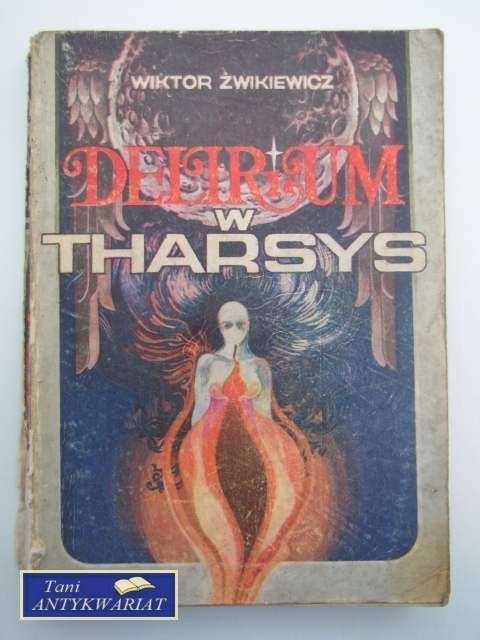 WIKTOR ŻWIKIEWICZ
DELIRiUM
W
THARSYS
Tani
ANTYKWARIAT